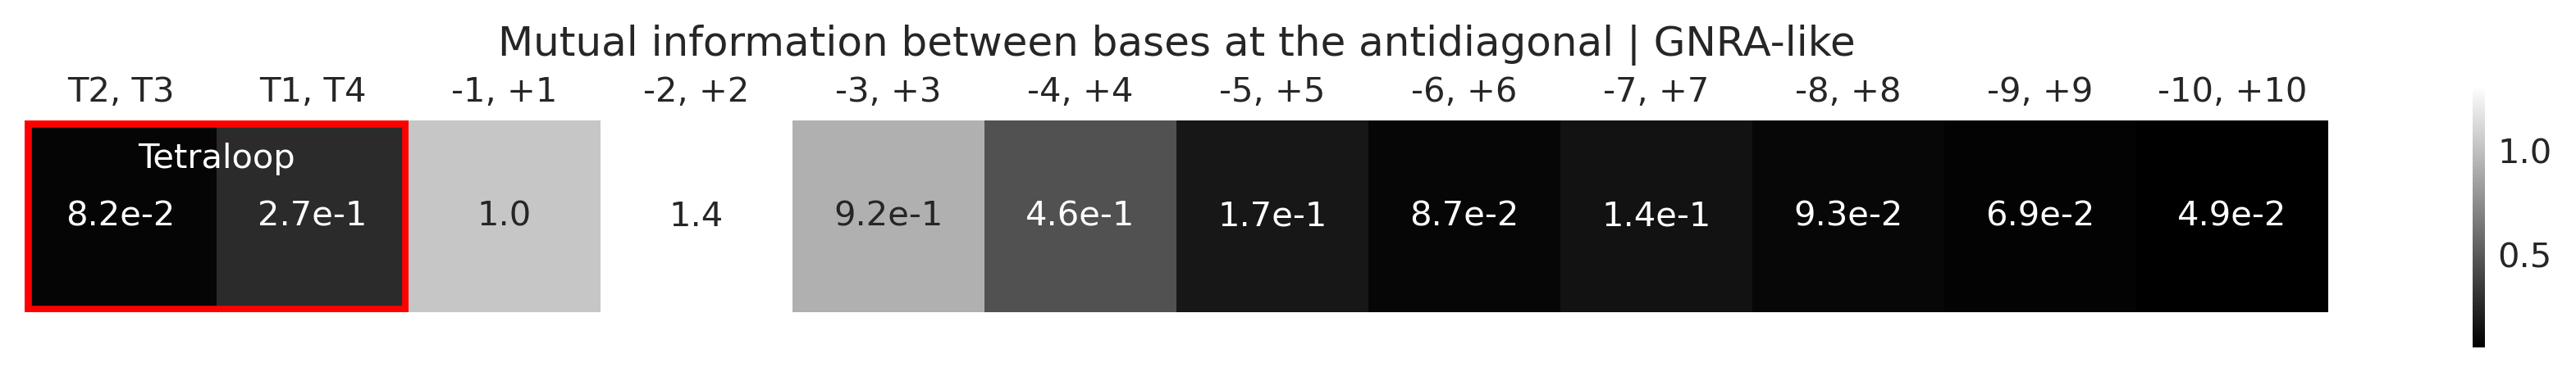 Mutual information between bases at the antidiagonal | GNRA-like
T2, T3 T1, T4 -1, +1 -2, +2 -3, +3 -4, +4 -5, +5 -6, +6 -7, +7 -8, +8 -9, +9 -10, +10
Tetraloop
8.2e-2 2.7e-1 1.0 1.4 9.2e-1 4.6e-1 1.7e-1 8.7e-2 1.4e-1 9.3e-2 6.9e-2 4.9e-2
1.0
0.5